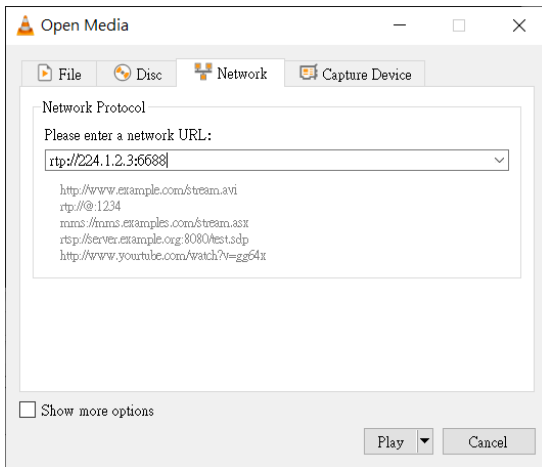 Open Media
File Disc Network Capture Device
Network Protocol
Please enter a network URL:
rtp://224.1.2.3:6688
http://www.example.com/stream.avi
rtp://@:1234
mms://mms.examples.com/stream.asx
rtsp://server.example.org:8080/test.sdp
http://www.yourtube.com/watch?v=gg64x
Show more options
Play Cancel